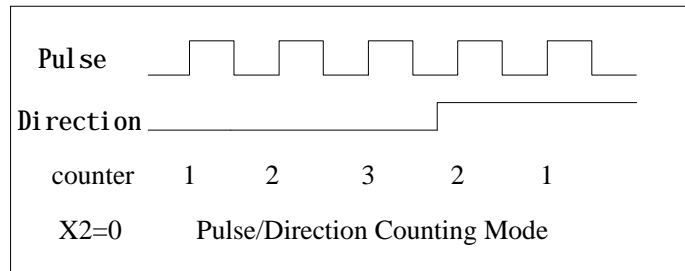 Pulse
Direction
counter 1 2 3 2 1
X2=0 Pulse/Direction Counting Mode